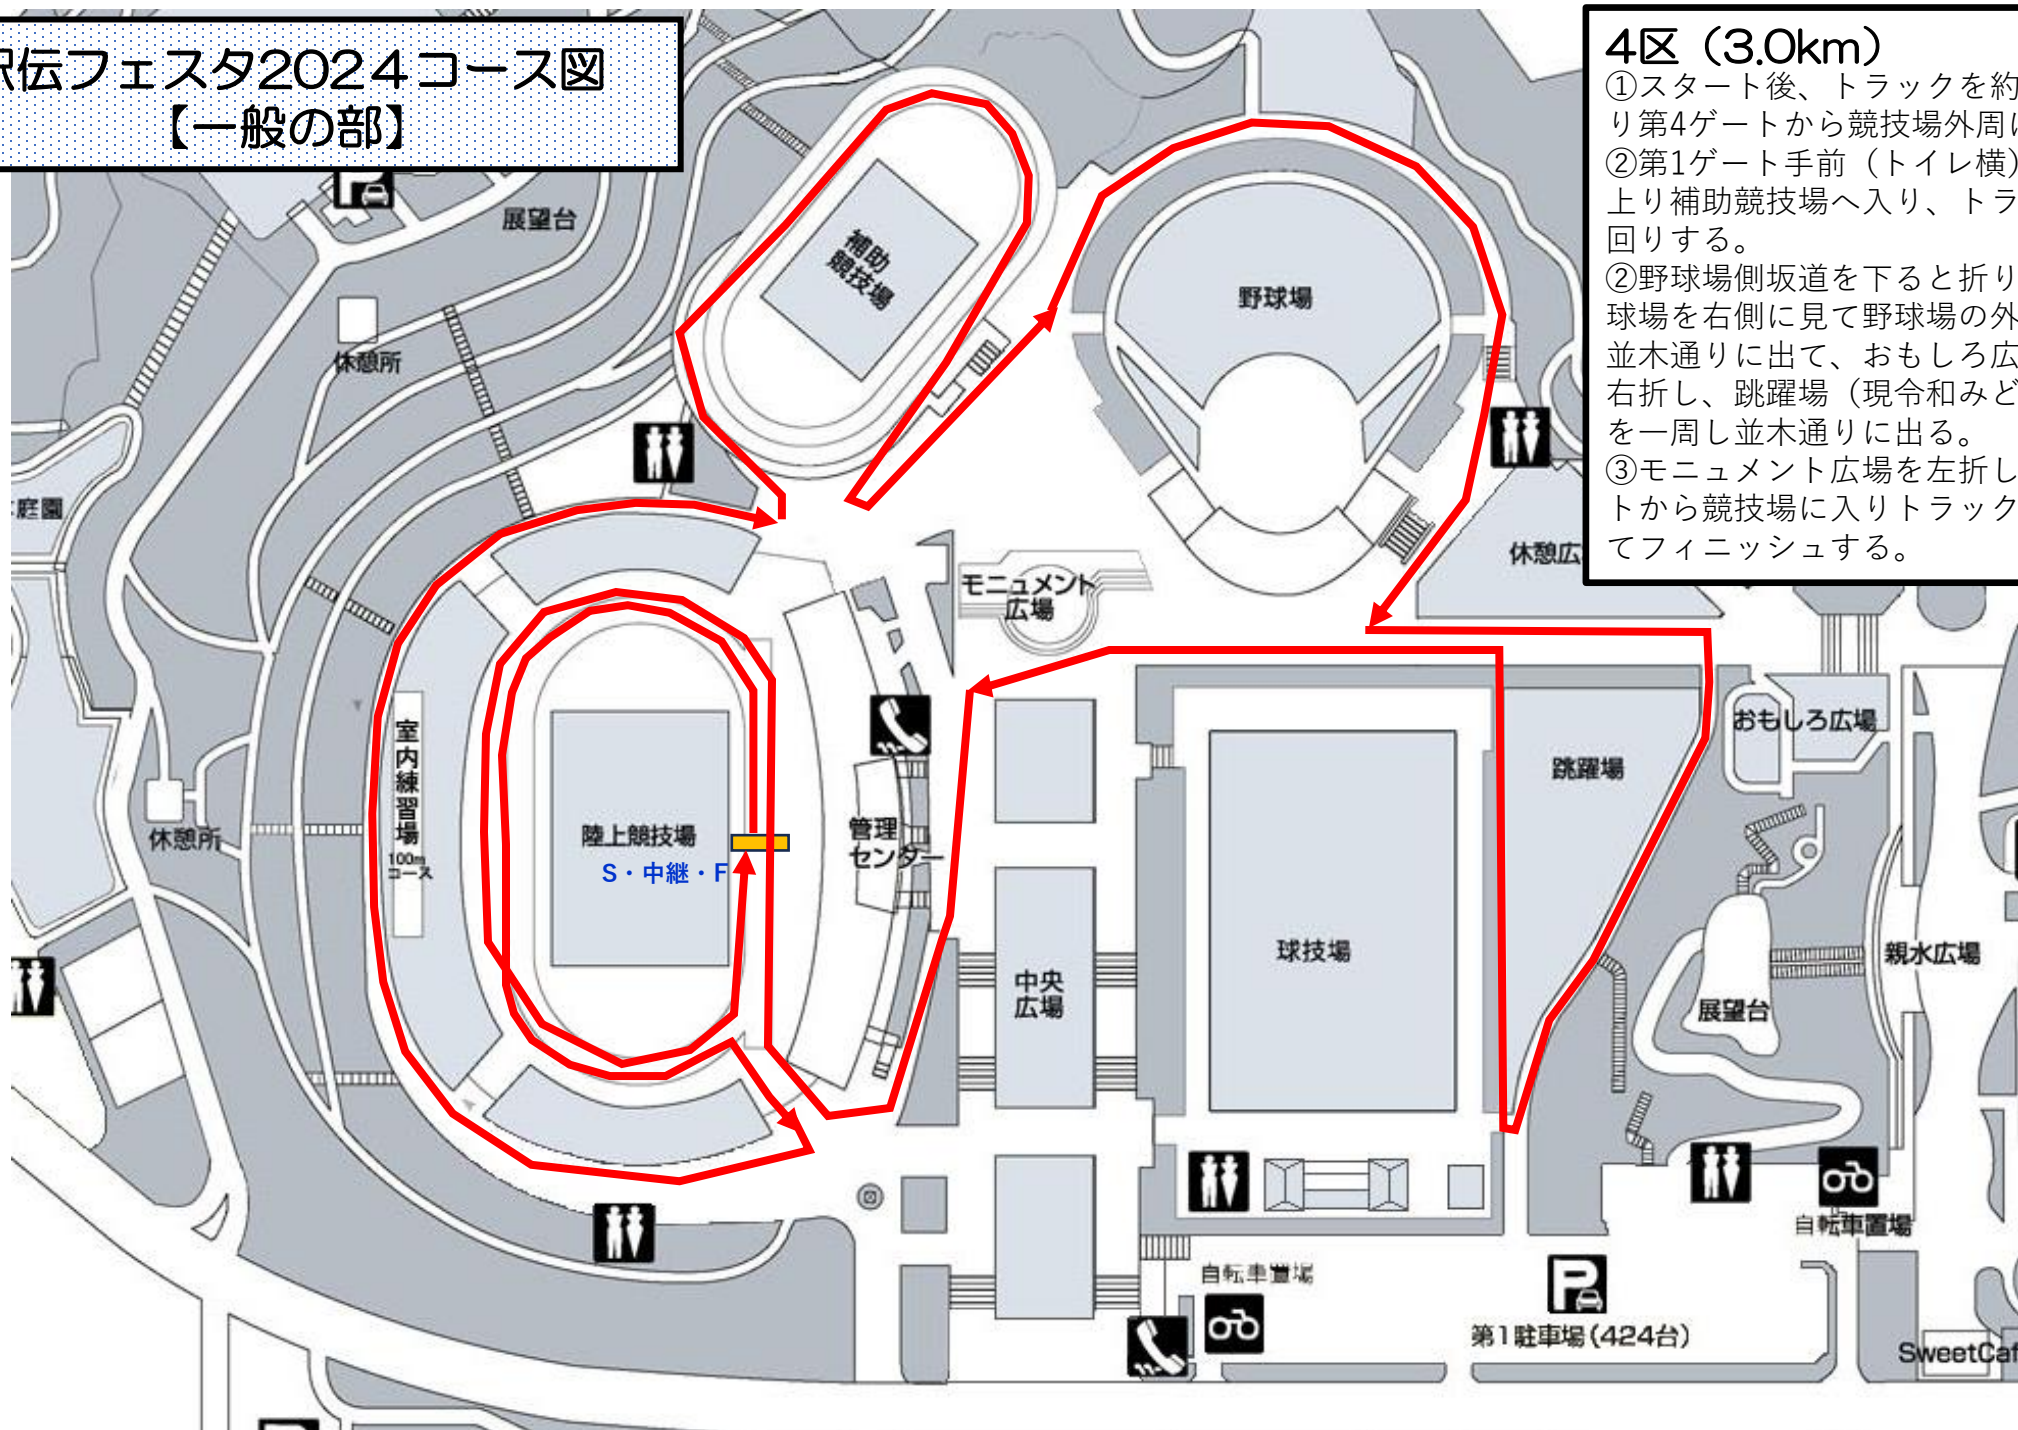 駅伝フェスタ2024コース図
【一般の部】
4区（3.0km）
①スタート後、トラックを約
り第4ゲートから競技場外周に
②第1ゲート手前（トイレ横）
上り補助競技場へ入り、トラ
回りする。
②野球場側坂道を下ると折り
球場を右側に見て野球場の外
並木通りに出て、おもしろ広
右折し、跳躍場（現令和みど
を一周し並木通りに出る。
③モニュメント広場を左折し
トから競技場に入りトラック
てフィニッシュする。
展望台
補助
競技場
野球場
休憩所
庭園
休憩広
モニュメント
広場
室内練習場
100m
コース
おもしろ広場
跳躍場
休憩所
陸上競技場
S・中継・F
管理
センター
球技場
中央
広場
親水広場
展望台
自転車置場
自転車置場
第1駐車場(424台)
SweetCaf